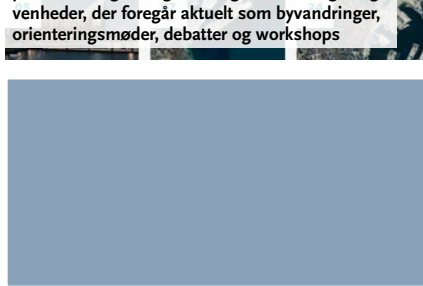 venheder, der foregår aktuelt som byvandringer,
orienteringsmøder, debatter og workshops